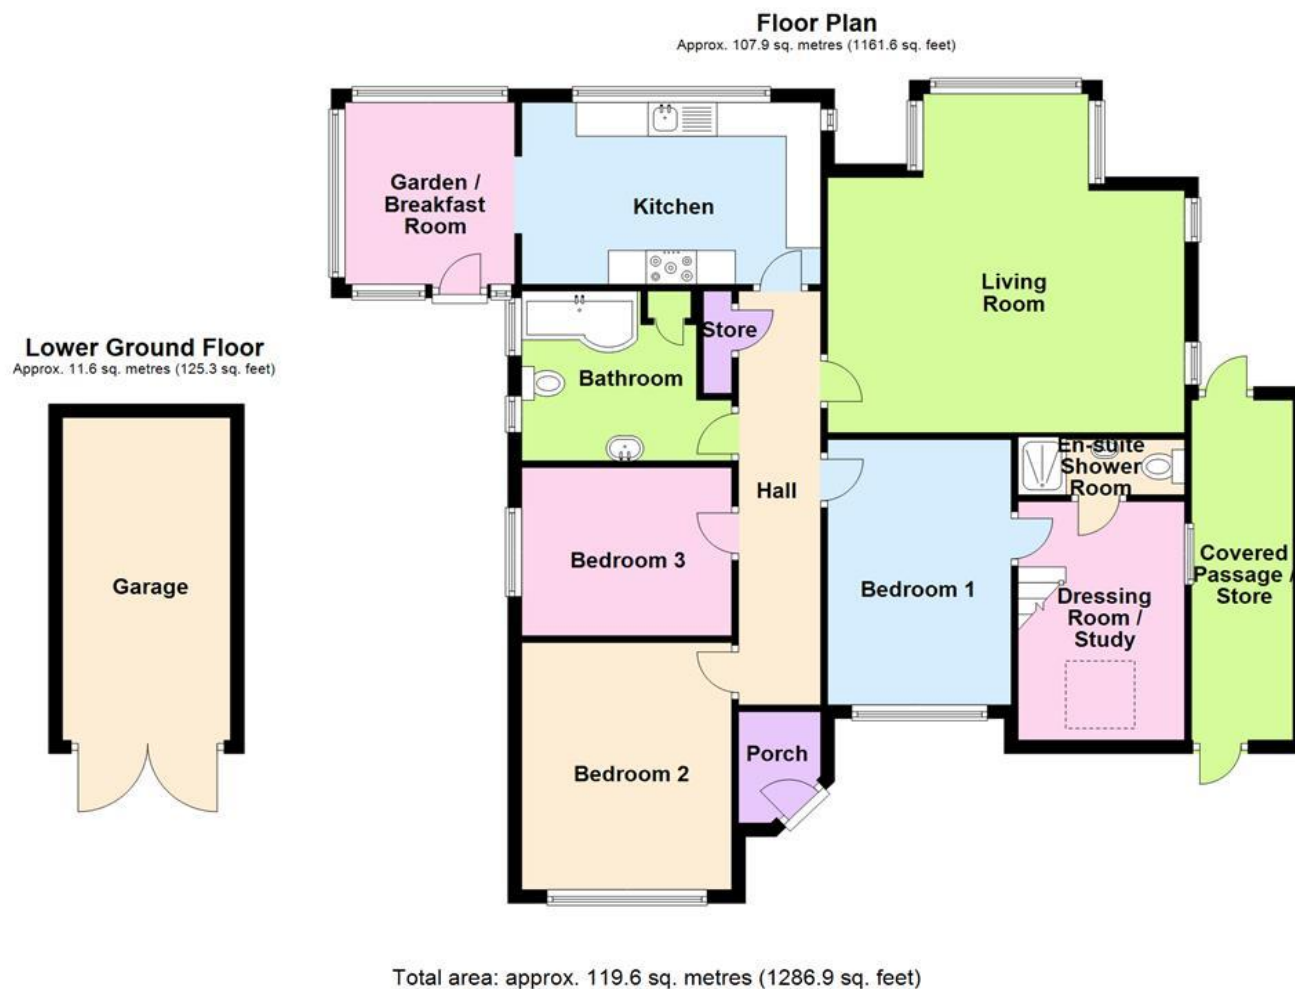 Floor Plan
Approx. 107.9 sq. metres (1161.6 sq. feet)
Garden /
Breakfast
Room
Kitchen
Living
Room
Store
Lower Ground Floor
Approx. 11.6 sq. metres (125.3 sq. feet)
Bathroom
En-suite
Shower
Room
Hall
Garage
Bedroom 3
Bedroom 1
Dressing
Room /
Study
Covered
Passage /
Store
Bedroom 2
Porch
Total area: approx. 119.6 sq. metres (1286.9 sq. feet)